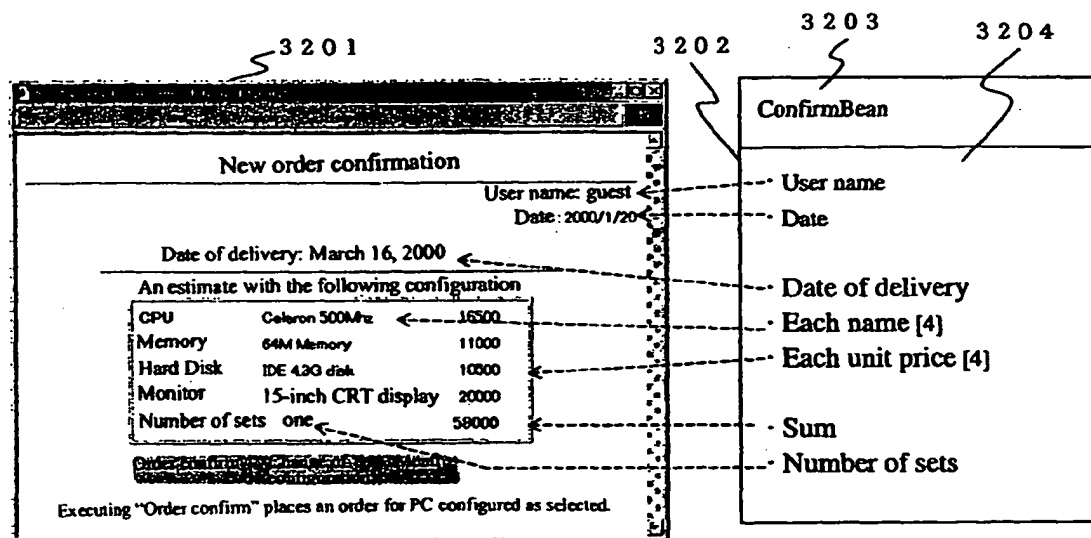 3201
3202
3203
3204
New order confirmation
User name: guest
Date: 2000/1/20
Date of delivery: March 16, 2000
An estimate with the following configuration
CPU Celeron 500Mhz 16500
Memory 64M Memory 11000
Hard Disk IDE 4.3G disk 10500
Monitor 15-inch CRT display 20000
Number of sets one 58000
Executing "Order confirm" places an order for PC configured as selected.
ConfirmBean
User name
Date
Date of delivery
Each name [4]
Each unit price [4]
Sum
Number of sets